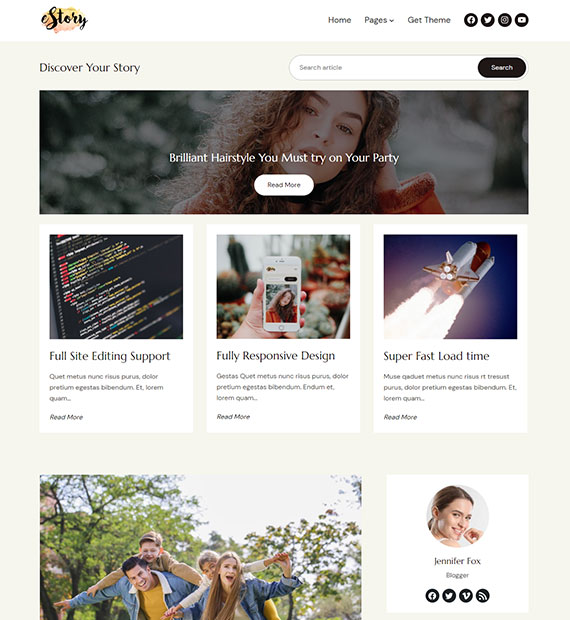 eStory
Home Pages Get Theme
Discover Your Story
Search article Search
Brilliant Hairstyle You Must try on Your Party
Read More
Full Site Editing Support
Quet metus nunc risus purus, dolor
pretium egestas bibendum. Et, lorem
quam...
Read More
Fully Responsive Design
Gestas Quet metus nunc risus purus, dolor
pretium egestas bibendum. Endum et,
lorem quam...
Read More
Super Fast Load time
Muse qaduet metus nunc risus rt tresust
purus, dolor pretium egestas bibendum. Et,
lorem quam...
Read More
Jennifer Fox
Blogger